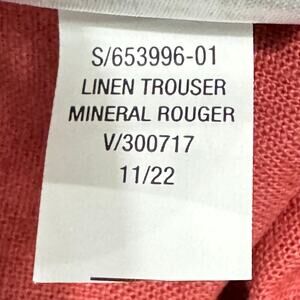 S/653996-01
LINEN TROUSER
MINERAL ROUGER
V/300717
11/22